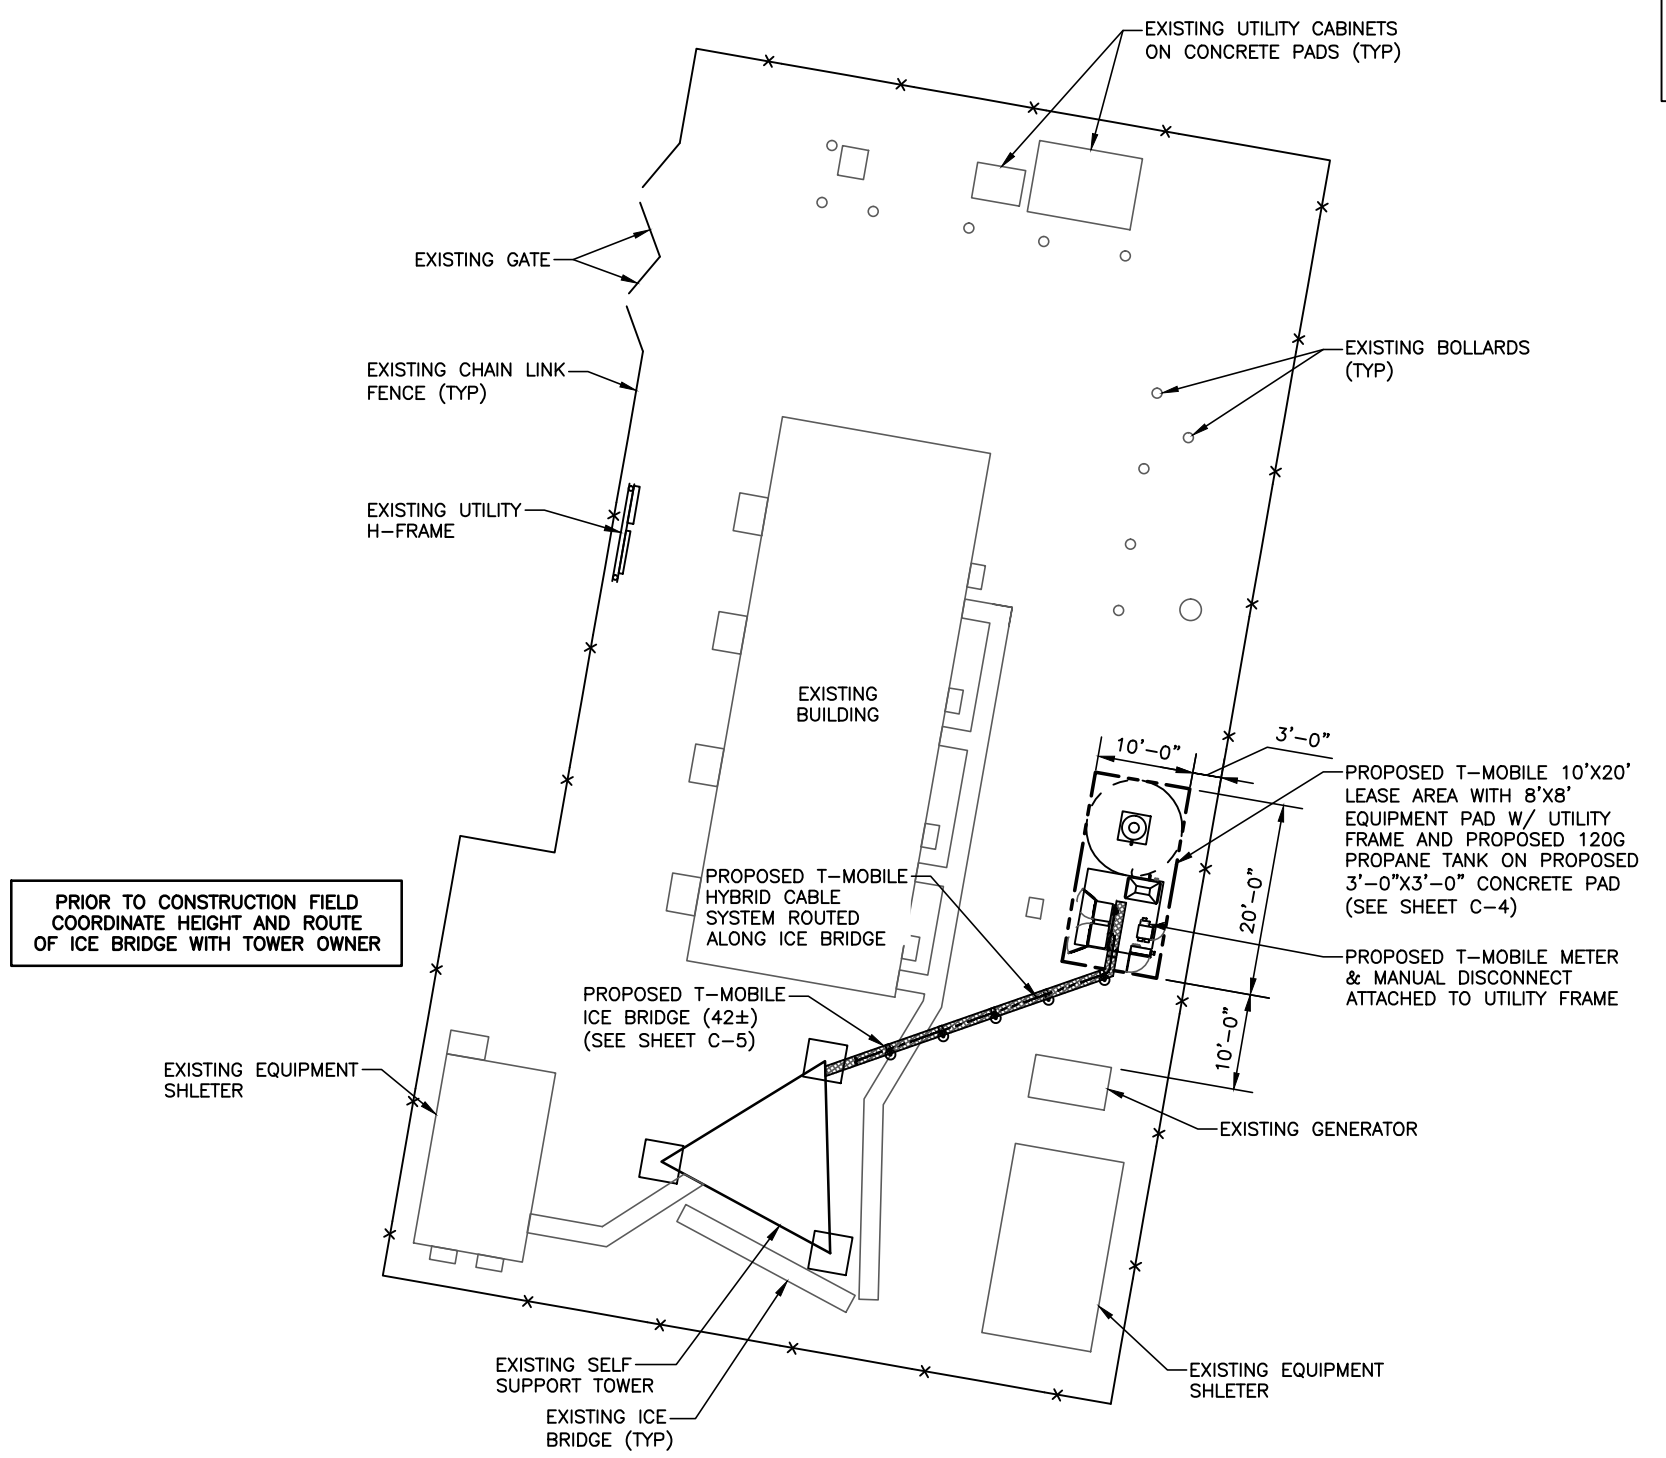 EXISTING UTILITY CABINETS
ON CONCRETE PADS (TYP)
EXISTING GATE
EXISTING CHAIN LINK
FENCE (TYP)
EXISTING BOLLARDS
(TYP)
EXISTING UTILITY
H-FRAME
EXISTING
BUILDING
10'-0"
3'-0"
PROPOSED T-MOBILE 10'X20'
LEASE AREA WITH 8'X8'
EQUIPMENT PAD W/ UTILITY
FRAME AND PROPOSED 120G
PROPANE TANK ON PROPOSED
3'-0"X3'-0" CONCRETE PAD
(SEE SHEET C-4)
20'-0"
PROPOSED T-MOBILE
HYBRID CABLE
SYSTEM ROUTED
ALONG ICE BRIDGE
PRIOR TO CONSTRUCTION FIELD
COORDINATE HEIGHT AND ROUTE
OF ICE BRIDGE WITH TOWER OWNER
PROPOSED T-MOBILE METER
& MANUAL DISCONNECT
ATTACHED TO UTILITY FRAME
PROPOSED T-MOBILE
ICE BRIDGE (42±)
(SEE SHEET C-5)
10'-0"
EXISTING EQUIPMENT
SHLETER
EXISTING GENERATOR
EXISTING SELF
SUPPORT TOWER
EXISTING EQUIPMENT
SHLETER
EXISTING ICE
BRIDGE (TYP)